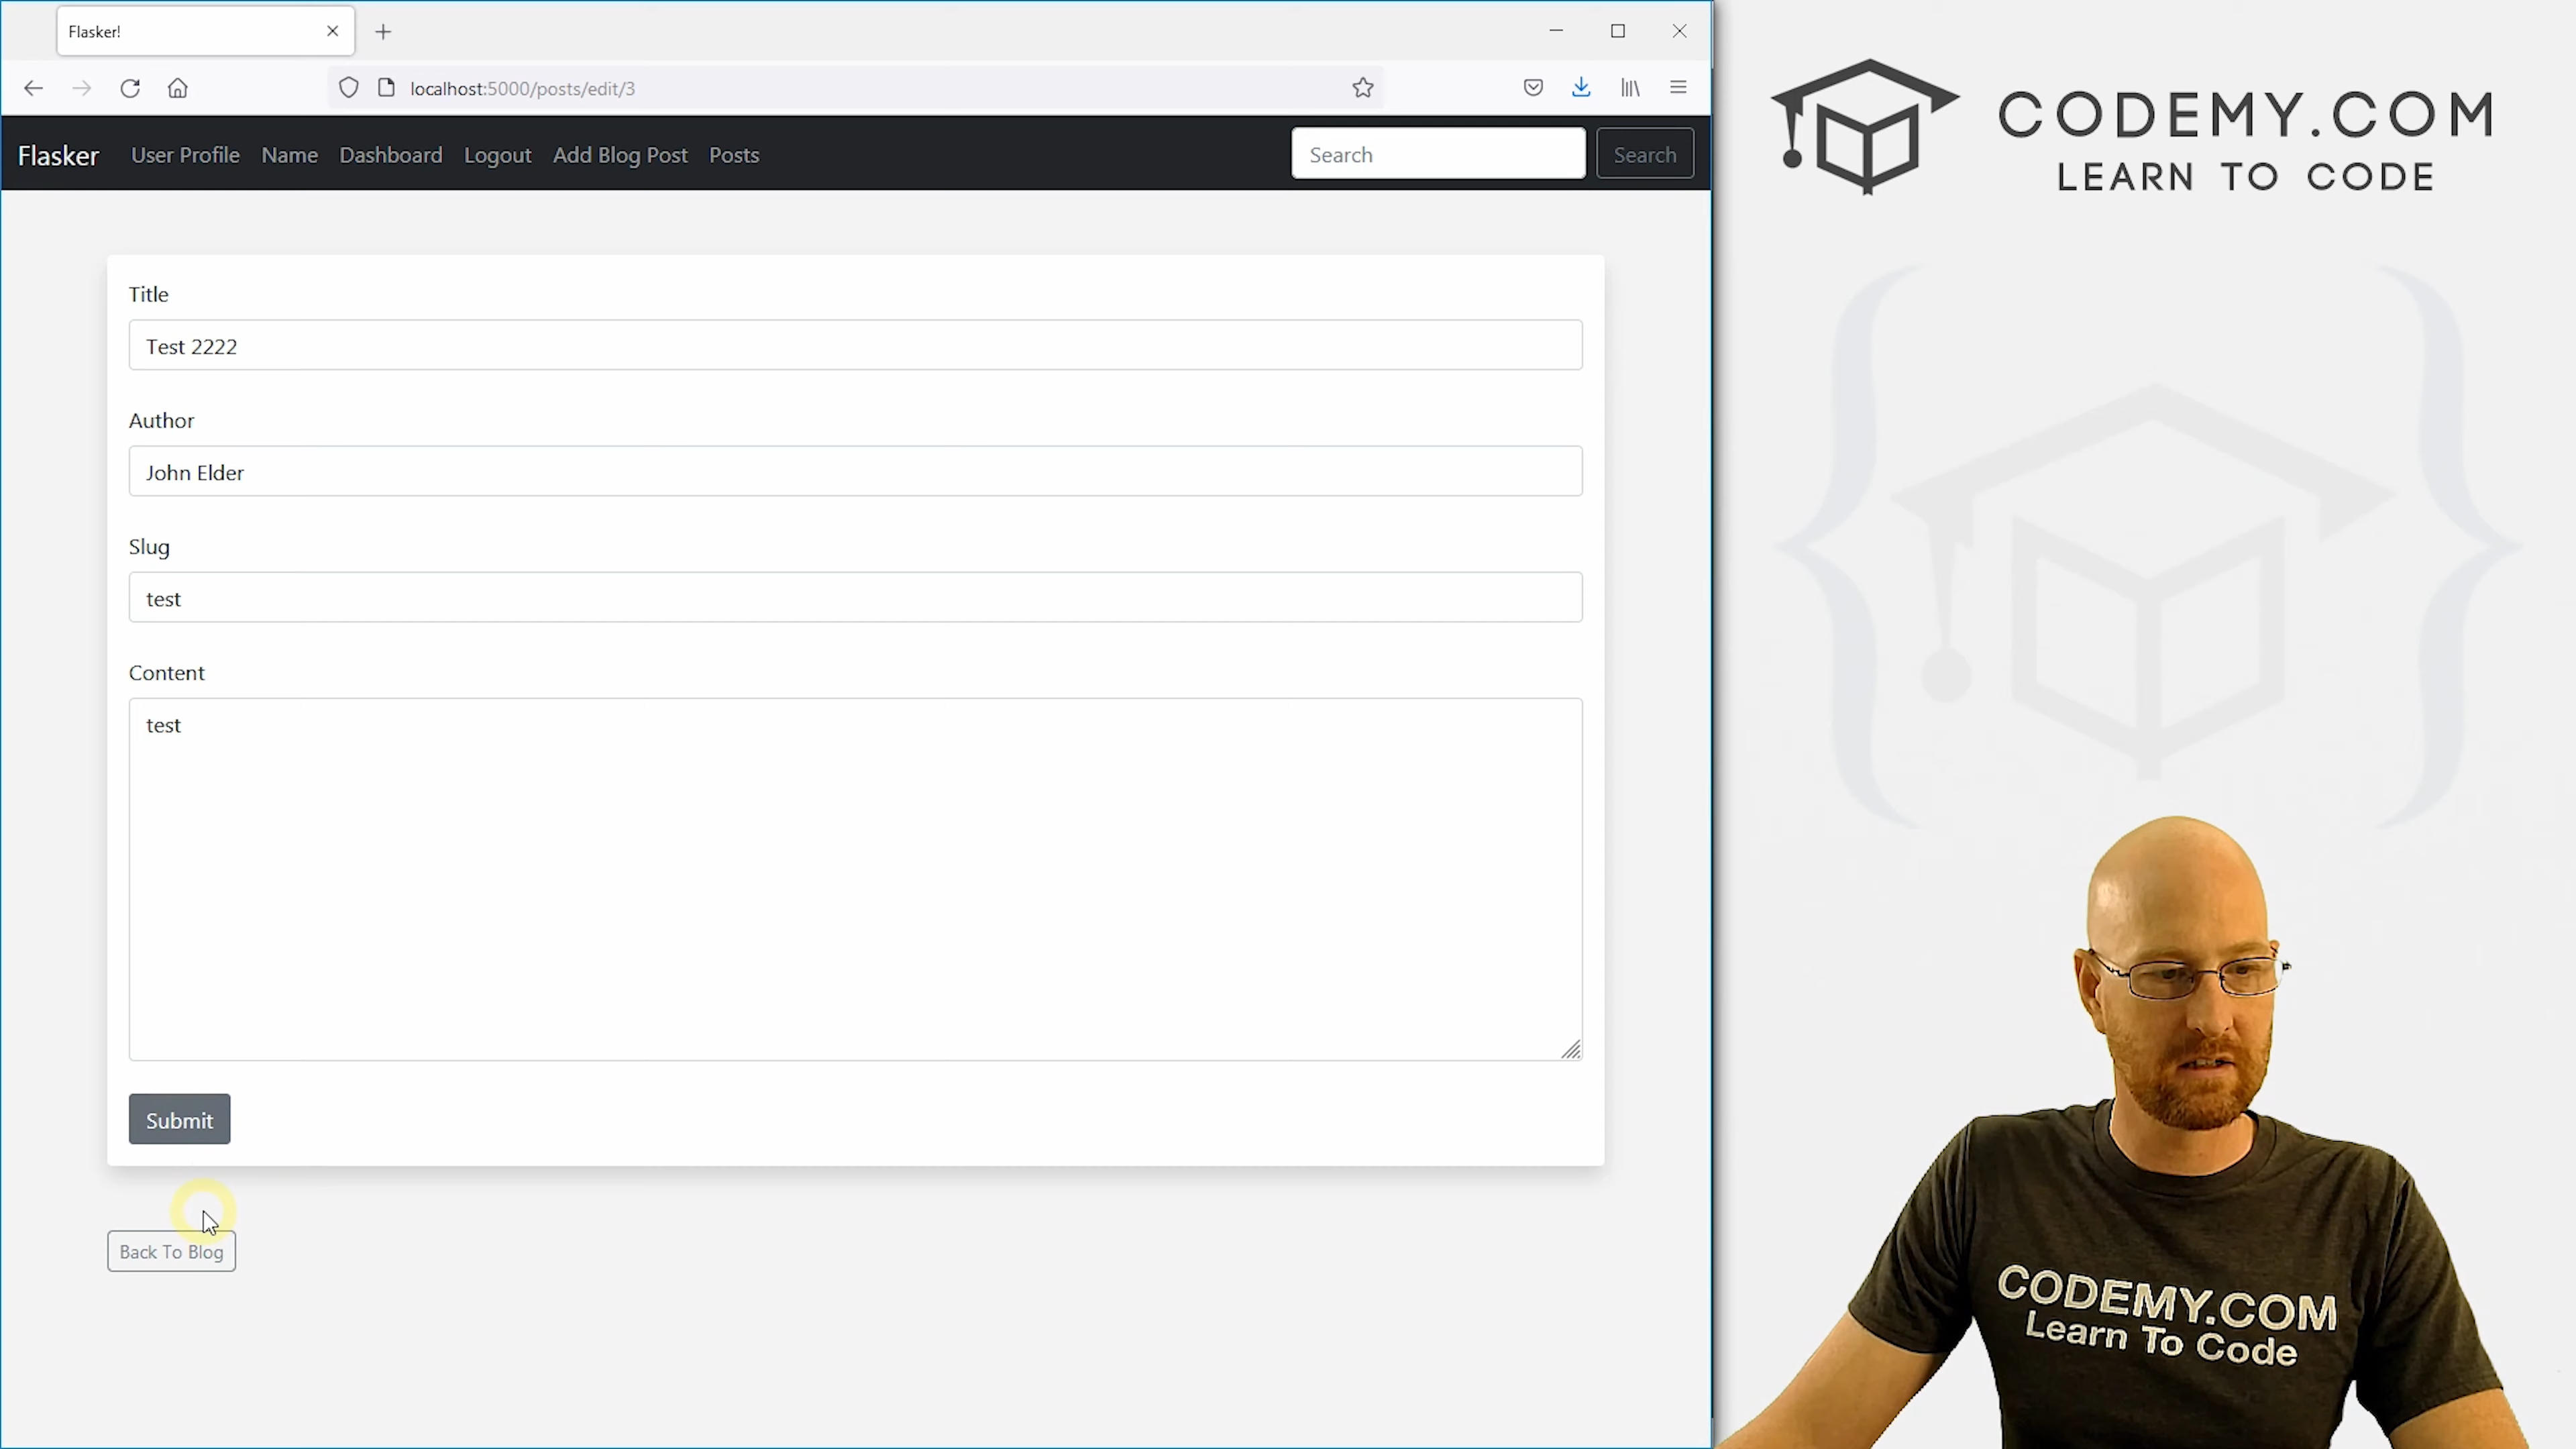 Flasker!
localhost:5000/posts/edit/3
Flasker User Profile Name Dashboard Logout Add Blog Post Posts Search Search
Title
Test 2222
Author
John Elder
Slug
test
Content
test
Submit
Back To Blog
CODEMY.COM
LEARN TO CODE
CODEMY.COM
Learn To Code